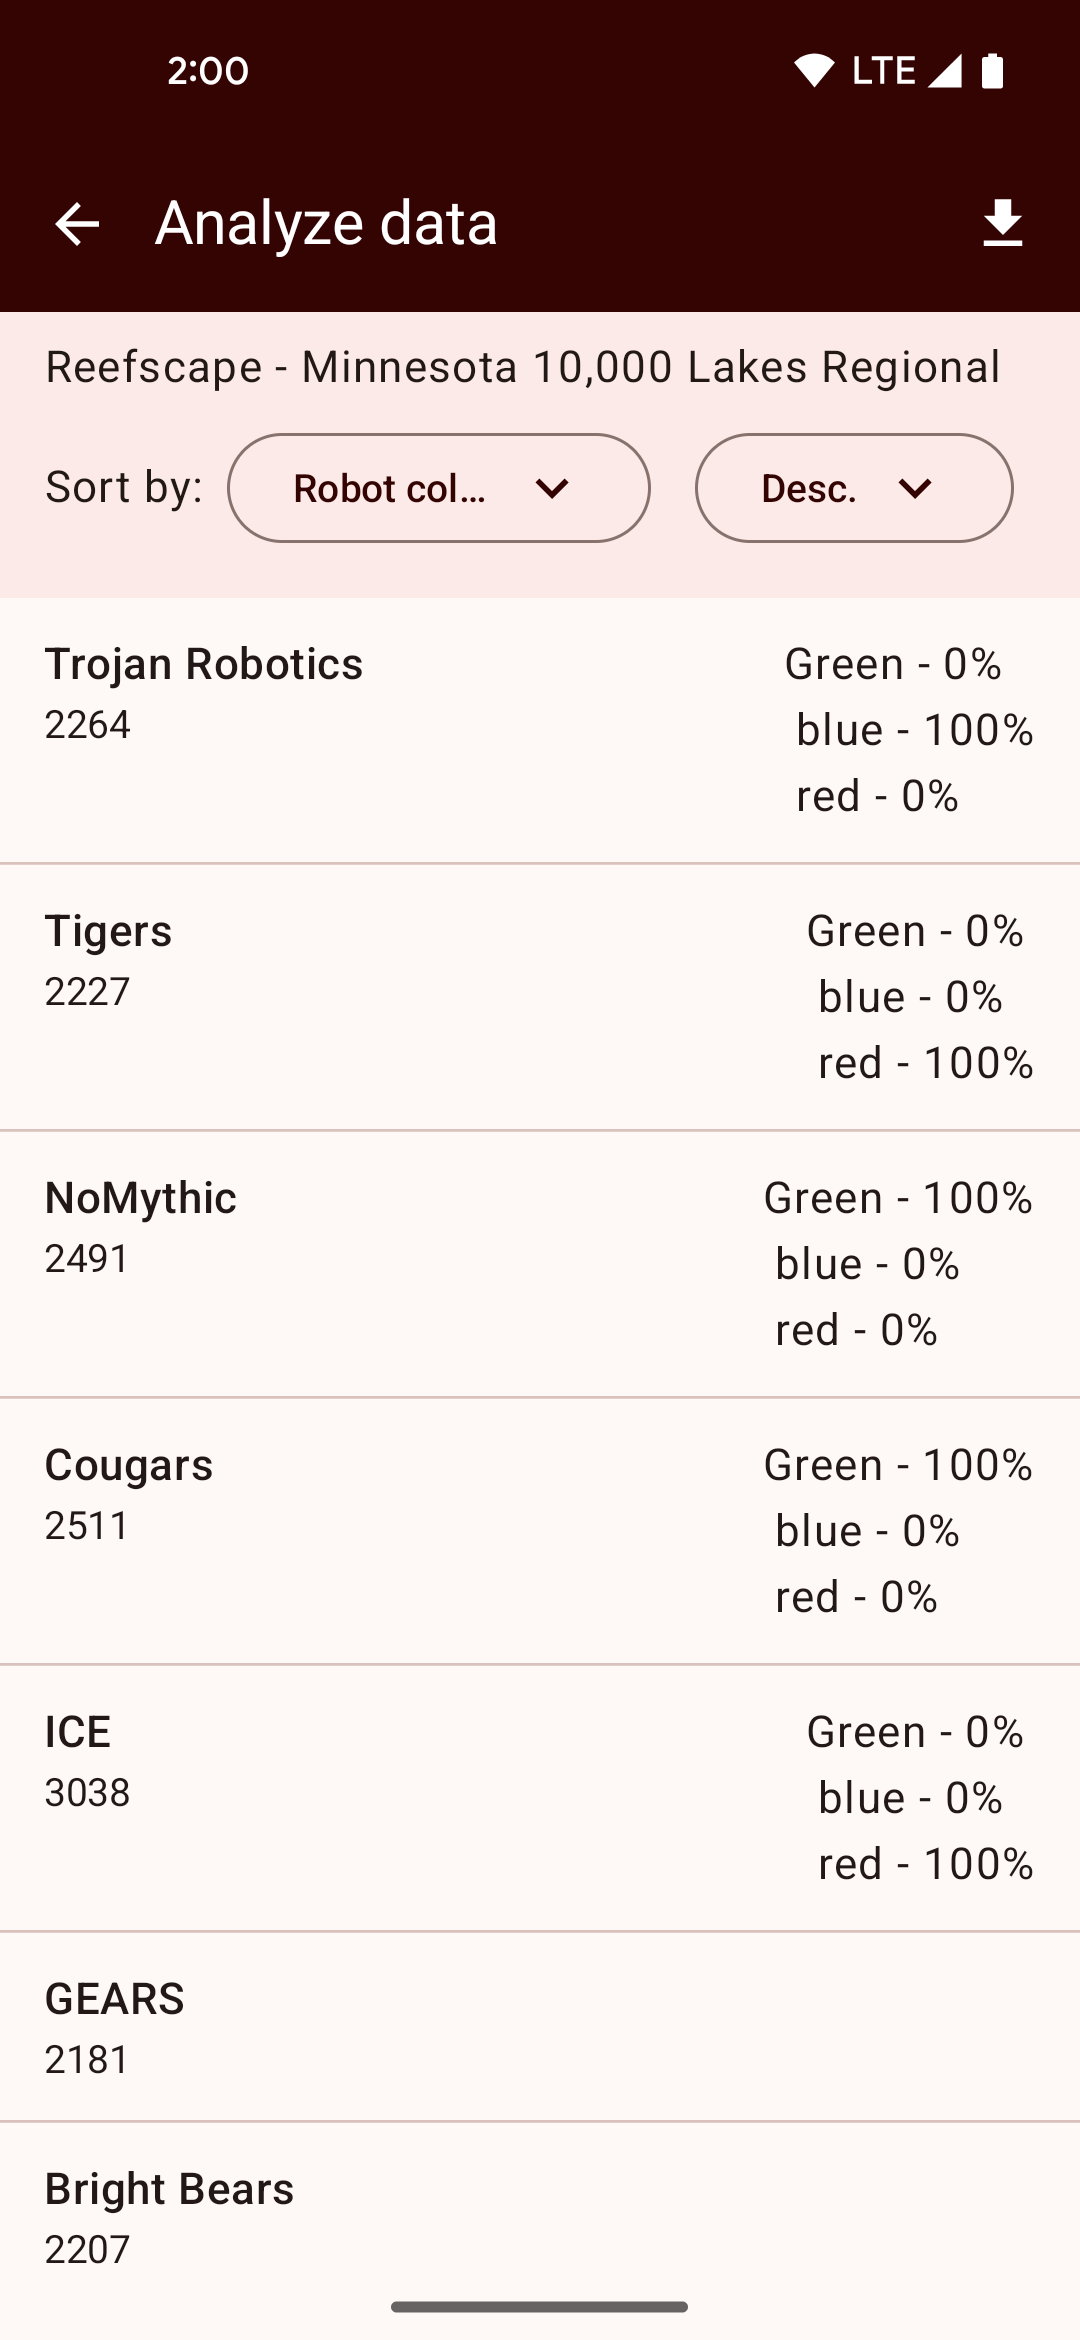 2:00 LTE
Analyze data
Reefscape - Minnesota 10,000 Lakes Regional
Sort by: Robot col... Desc.
Trojan Robotics
2264
Green - 0%
blue - 100%
red - 0%
Tigers
2227
Green - 0%
blue - 0%
red - 100%
NoMythic
2491
Green - 100%
blue - 0%
red - 0%
Cougars
2511
Green - 100%
blue - 0%
red - 0%
ICE
3038
Green - 0%
blue - 0%
red - 100%
GEARS
2181
Bright Bears
2207